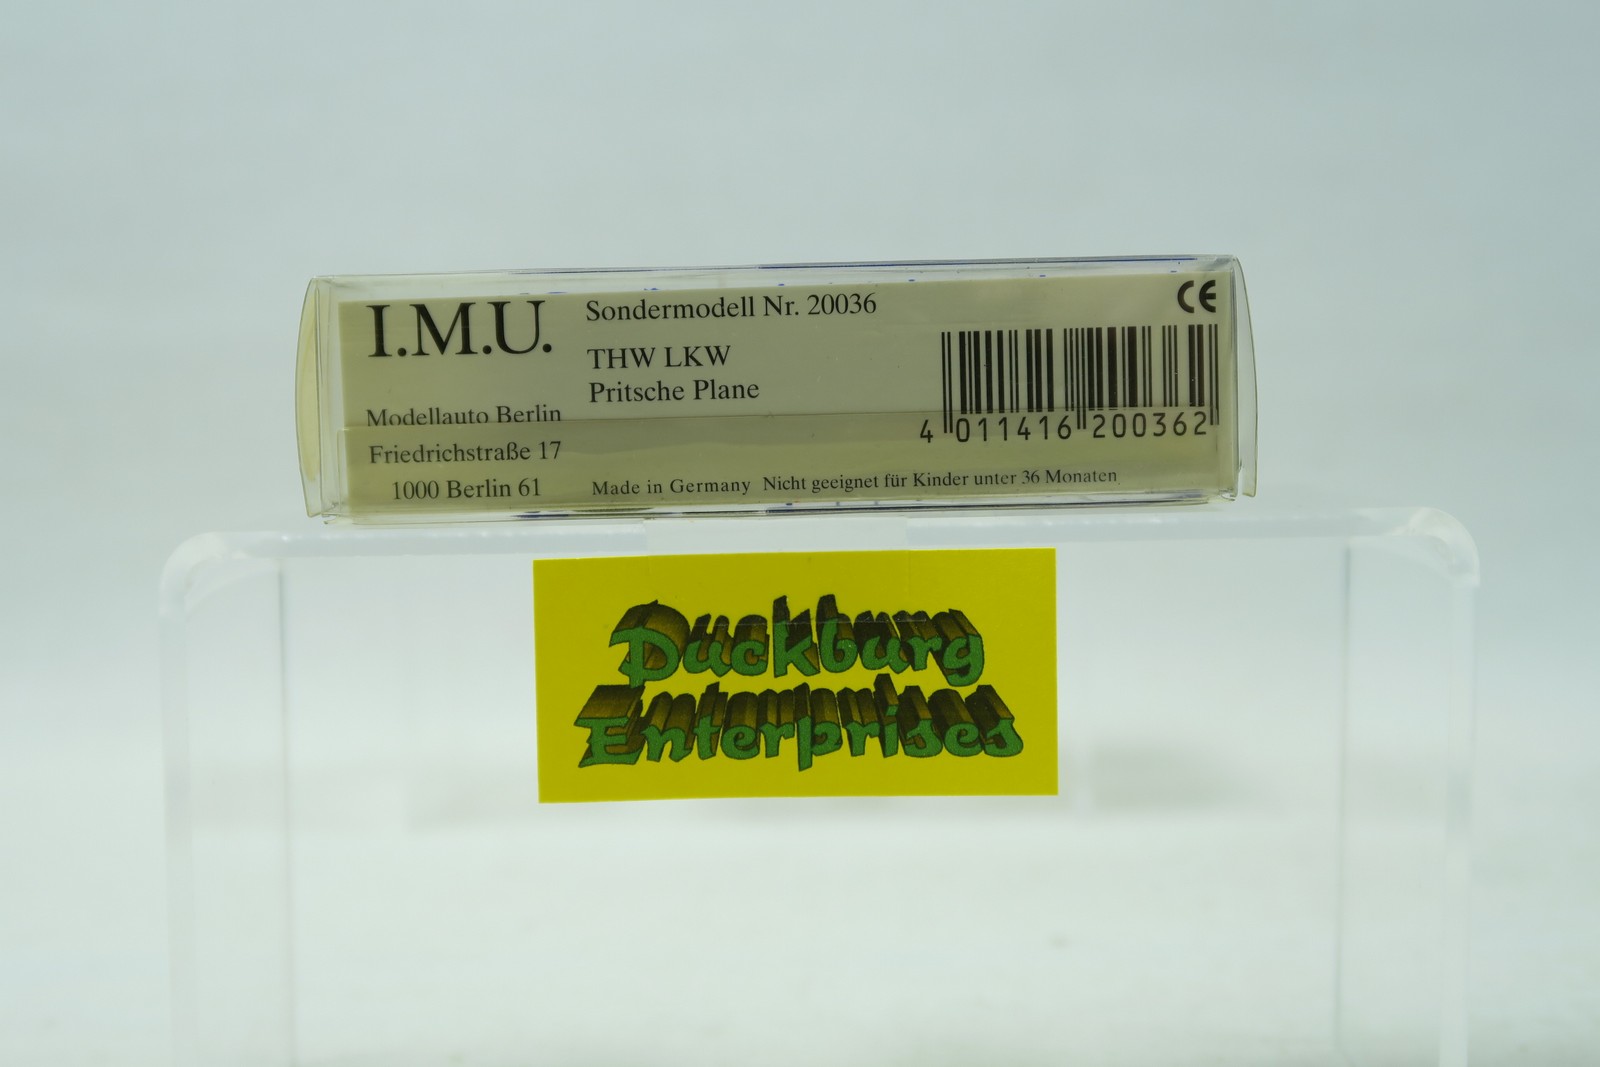 I.M.U.
Modellauto Berlin
Friedrichstraße 17
1000 Berlin 61
Sondermodell Nr. 20036
THW LKW
Pritsche Plane
CE
4 011416 200362
Made in Germany Nicht geeignet für Kinder unter 36 Monaten
Duckburg
Enterprises